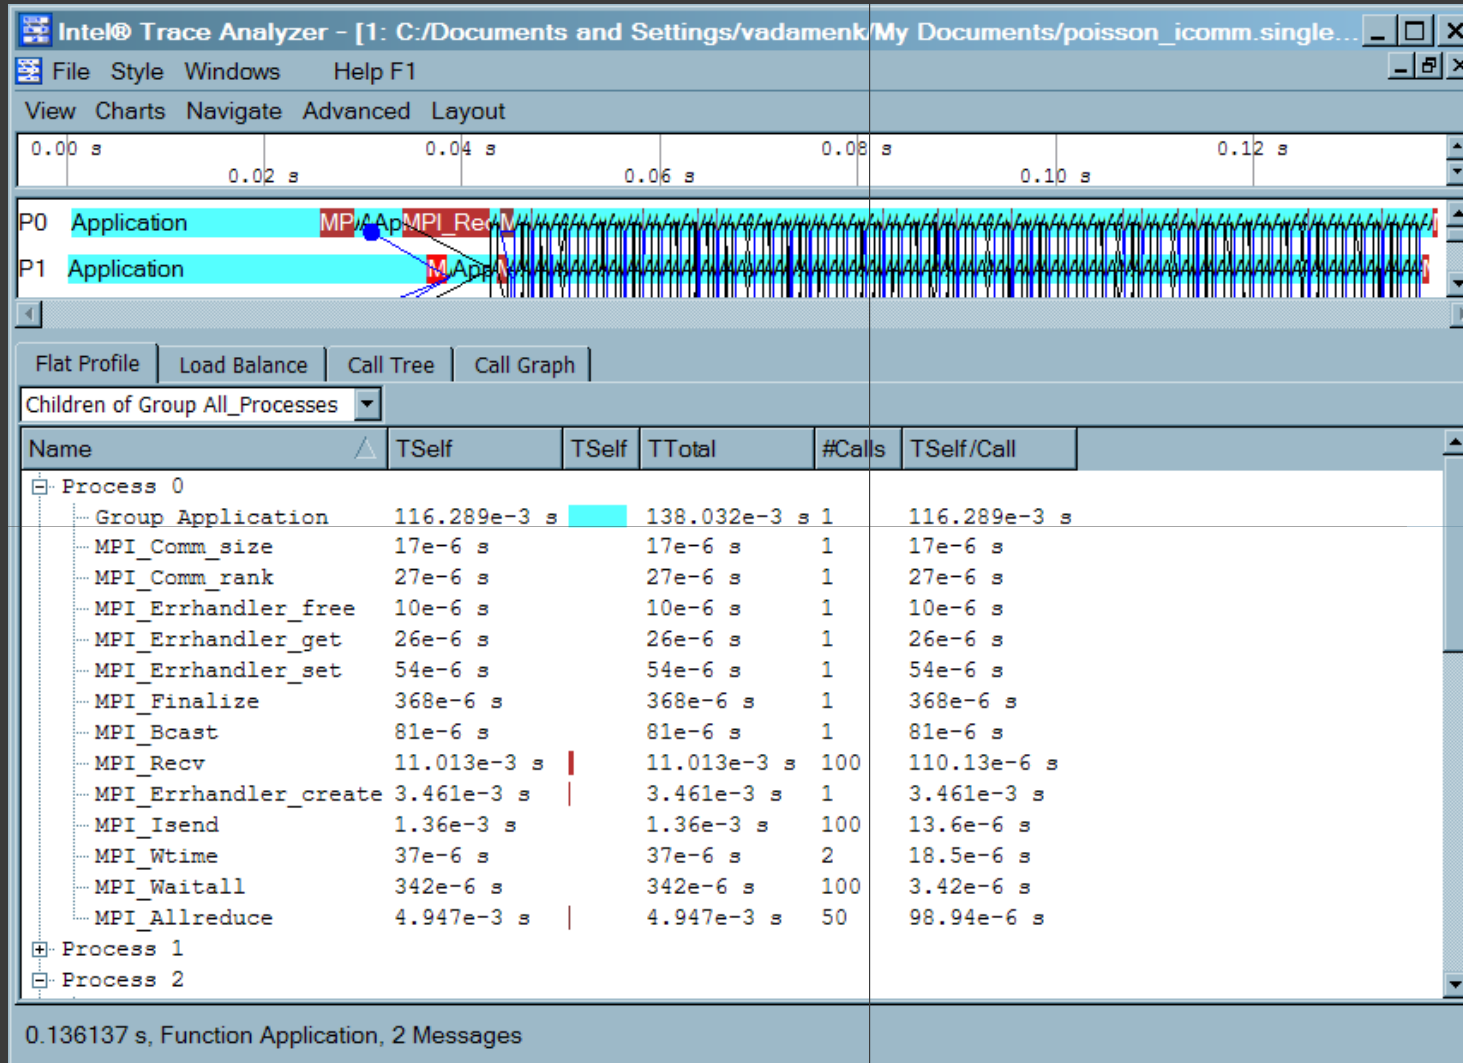 Intel® Trace Analyzer - [1: C:/Documents and Settings/vadamenk/My Documents/poisson_icomm.single...
File Style Windows Help F1
View Charts Navigate Advanced Layout
0.00 s 0.04 s 0.08 s 0.12 s
0.02 s 0.06 s 0.10 s
P0 Application MP Ap MPI_Rec M
P1 Application M App M
Flat Profile Load Balance Call Tree Call Graph
Children of Group All_Processes
Name TSelf TSelf TTotal #Calls TSelf/Call
Process 0
Group Application 116.289e-3 s 138.032e-3 s 1 116.289e-3 s
MPI_Comm_size 17e-6 s 17e-6 s 1 17e-6 s
MPI_Comm_rank 27e-6 s 27e-6 s 1 27e-6 s
MPI_Errhandler_free 10e-6 s 10e-6 s 1 10e-6 s
MPI_Errhandler_get 26e-6 s 26e-6 s 1 26e-6 s
MPI_Errhandler_set 54e-6 s 54e-6 s 1 54e-6 s
MPI_Finalize 368e-6 s 368e-6 s 1 368e-6 s
MPI_Bcast 81e-6 s 81e-6 s 1 81e-6 s
MPI_Recv 11.013e-3 s 11.013e-3 s 100 110.13e-6 s
MPI_Errhandler_create 3.461e-3 s 3.461e-3 s 1 3.461e-3 s
MPI_Isend 1.36e-3 s 1.36e-3 s 100 13.6e-6 s
MPI_Wtime 37e-6 s 37e-6 s 2 18.5e-6 s
MPI_Waitall 342e-6 s 342e-6 s 100 3.42e-6 s
MPI_Allreduce 4.947e-3 s 4.947e-3 s 50 98.94e-6 s
Process 1
Process 2
0.136137 s, Function Application, 2 Messages